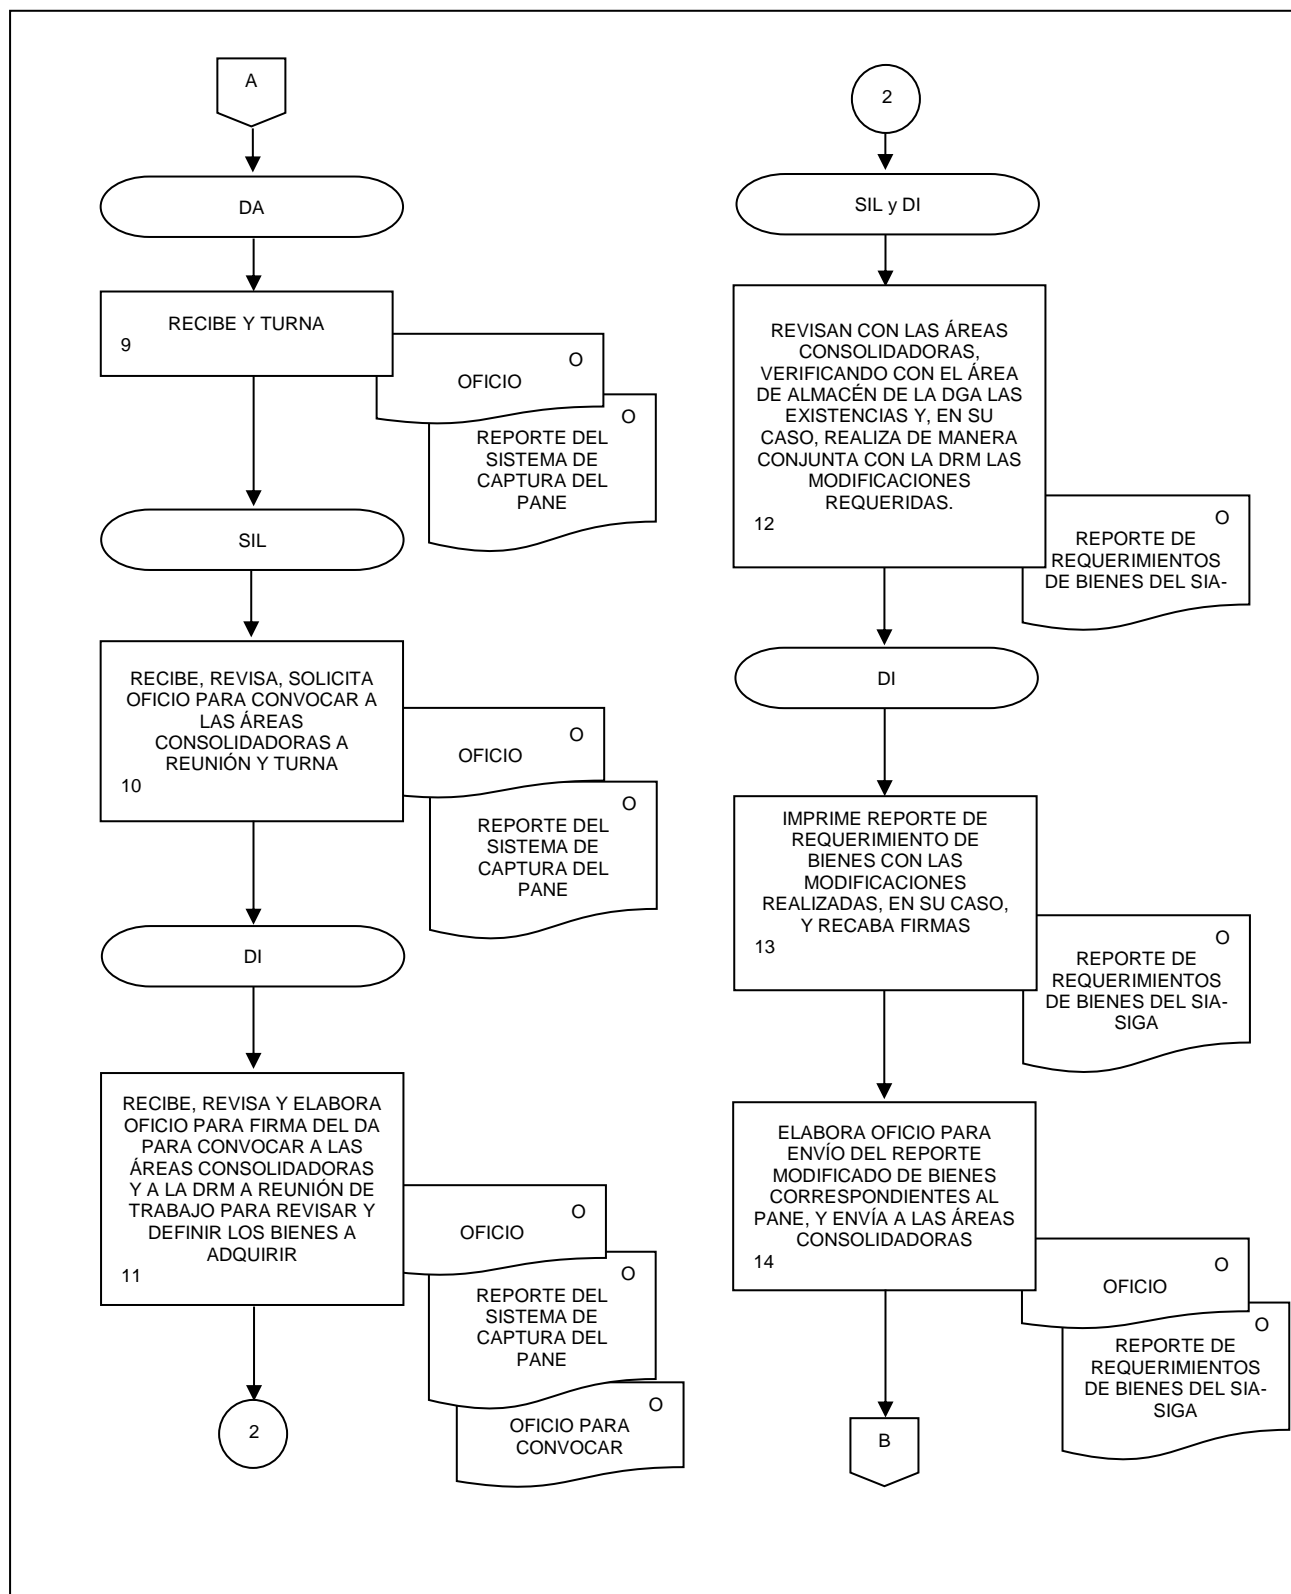 A
DA
RECIBE Y TURNA
9
O
OFICIO
O
REPORTE DEL
SISTEMA DE
CAPTURA DEL
PANE
SIL
RECIBE, REVISA, SOLICITA
OFICIO PARA CONVOCAR A
LAS ÁREAS
CONSOLIDADORAS A
REUNIÓN Y TURNA
10
O
OFICIO
O
REPORTE DEL
SISTEMA DE
CAPTURA DEL
PANE
DI
RECIBE, REVISA Y ELABORA
OFICIO PARA FIRMA DEL DA
PARA CONVOCAR A LAS
ÁREAS CONSOLIDADORAS
Y A LA DRM A REUNIÓN DE
TRABAJO PARA REVISAR Y
DEFINIR LOS BIENES A
ADQUIRIR
11
O
OFICIO
O
REPORTE DEL
SISTEMA DE
CAPTURA DEL
PANE
O
OFICIO PARA
CONVOCAR
2
2
SIL y DI
REVISAN CON LAS ÁREAS
CONSOLIDADORAS,
VERIFICANDO CON EL ÁREA
DE ALMACÉN DE LA DGA LAS
EXISTENCIAS Y, EN SU
CASO, REALIZA DE MANERA
CONJUNTA CON LA DRM LAS
MODIFICACIONES
REQUERIDAS.
12
O
REPORTE DE
REQUERIMIENTOS
DE BIENES DEL SIA-
DI
IMPRIME REPORTE DE
REQUERIMIENTO DE
BIENES CON LAS
MODIFICACIONES
REALIZADAS, EN SU CASO,
Y RECABA FIRMAS
13
O
REPORTE DE
REQUERIMIENTOS
DE BIENES DEL SIA-
SIGA
ELABORA OFICIO PARA
ENVÍO DEL REPORTE
MODIFICADO DE BIENES
CORRESPONDIENTES AL
PANE, Y ENVÍA A LAS ÁREAS
CONSOLIDADORAS
14
O
OFICIO
O
REPORTE DE
REQUERIMIENTOS
DE BIENES DEL SIA-
SIGA
B